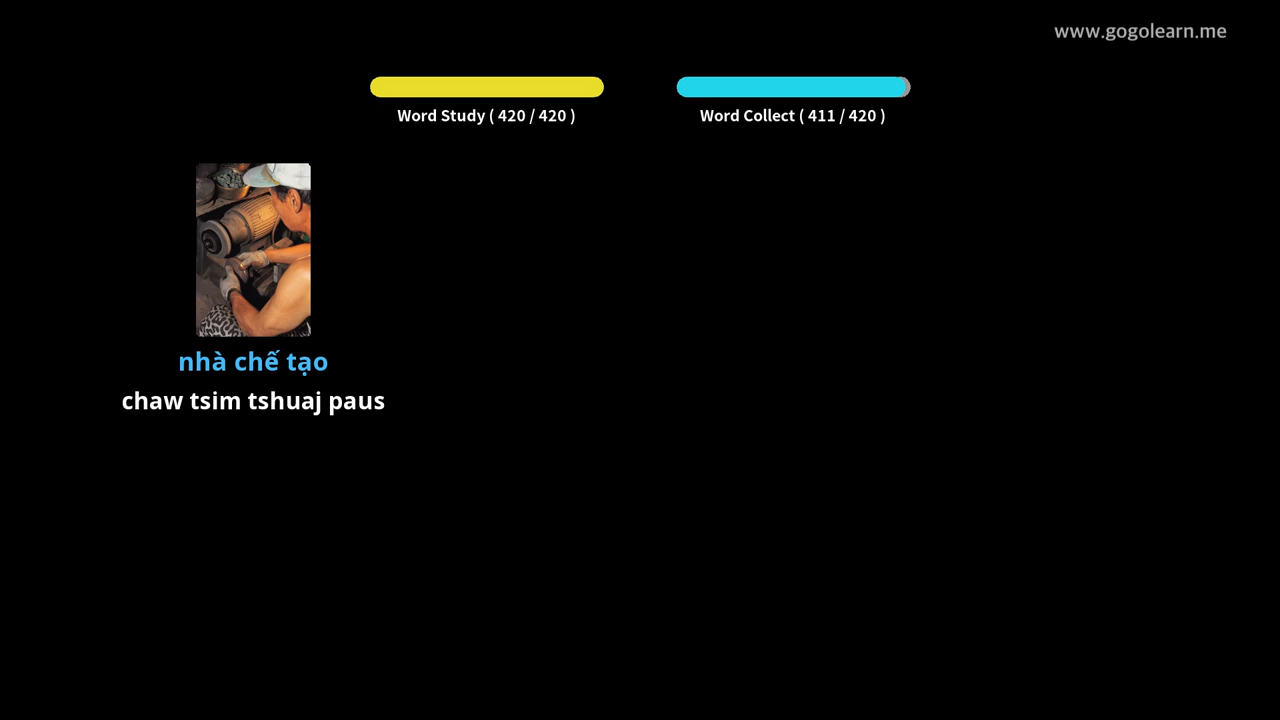 www.gogolearn.me
Word Study ( 420 / 420 )
Word Collect ( 411 / 420 )
nhà chế tạo
chaw tsim tshuaj paus